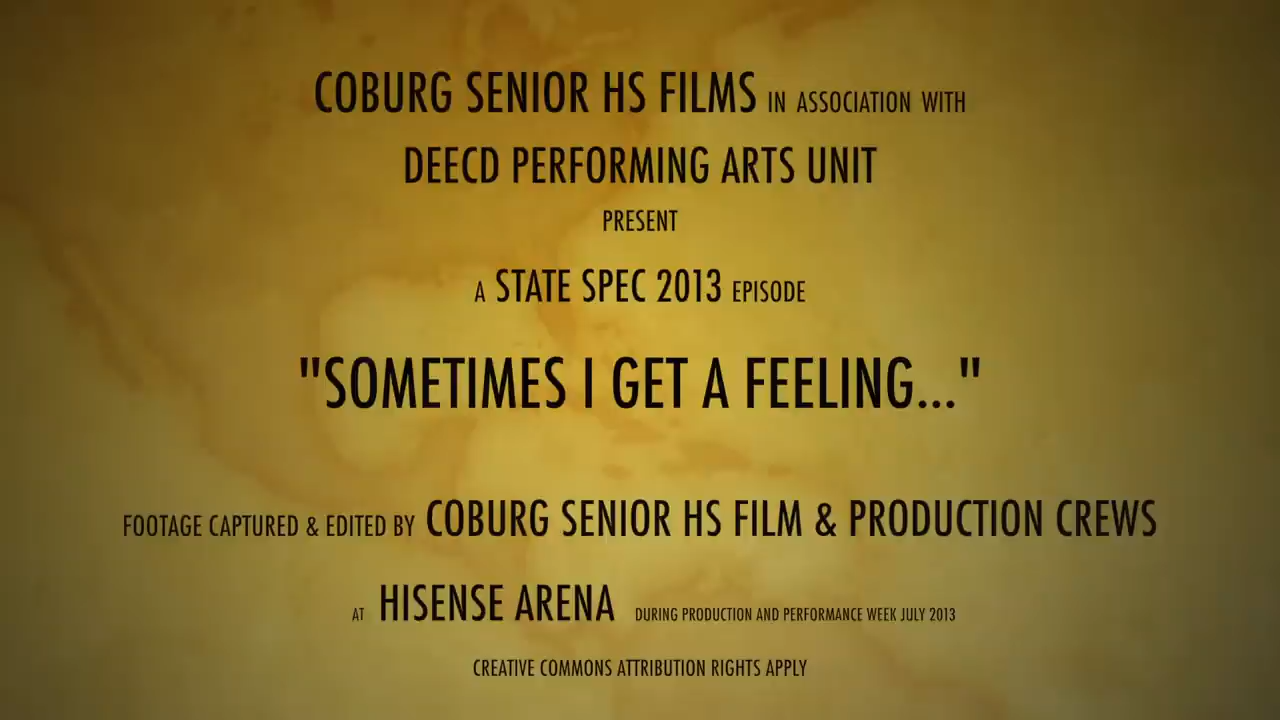 COBURG SENIOR HS FILMS IN ASSOCIATION WITH
DEECD PERFORMING ARTS UNIT
PRESENT
A STATE SPEC 2013 EPISODE
"SOMETIMES I GET A FEELING..."
FOOTAGE CAPTURED & EDITED BY COBURG SENIOR HS FILM & PRODUCTION CREWS
AT HISENSE ARENA DURING PRODUCTION AND PERFORMANCE WEEK JULY 2013
CREATIVE COMMONS ATTRIBUTION RIGHTS APPLY